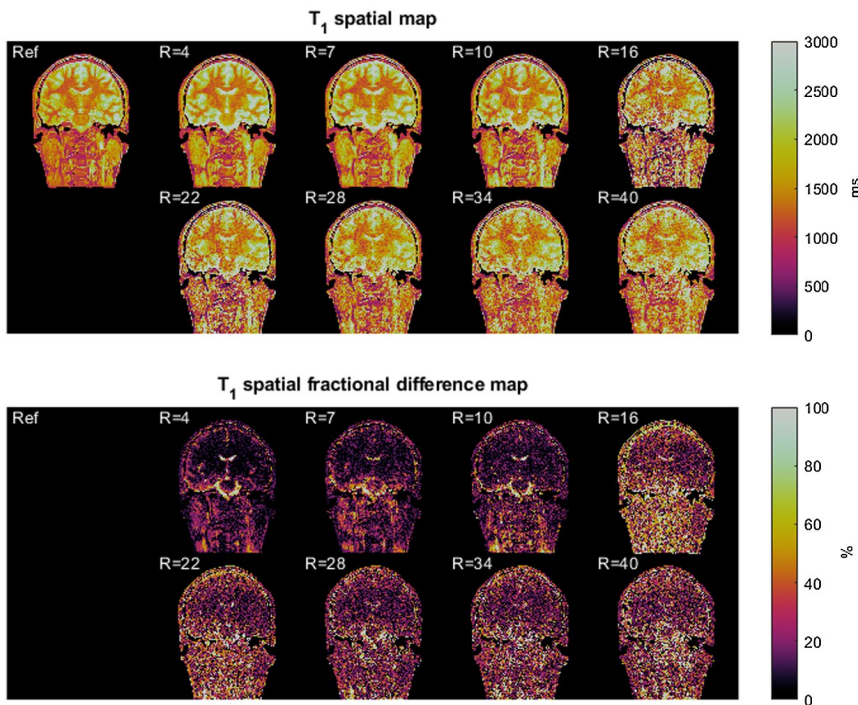 T1 spatial map
Ref R=4 R=7 R=10 R=16
R=22 R=28 R=34 R=40
3000
2500
2000
1500
1000
500
0
ms
T1 spatial fractional difference map
Ref R=4 R=7 R=10 R=16
R=22 R=28 R=34 R=40
100
80
60
40
20
0
%